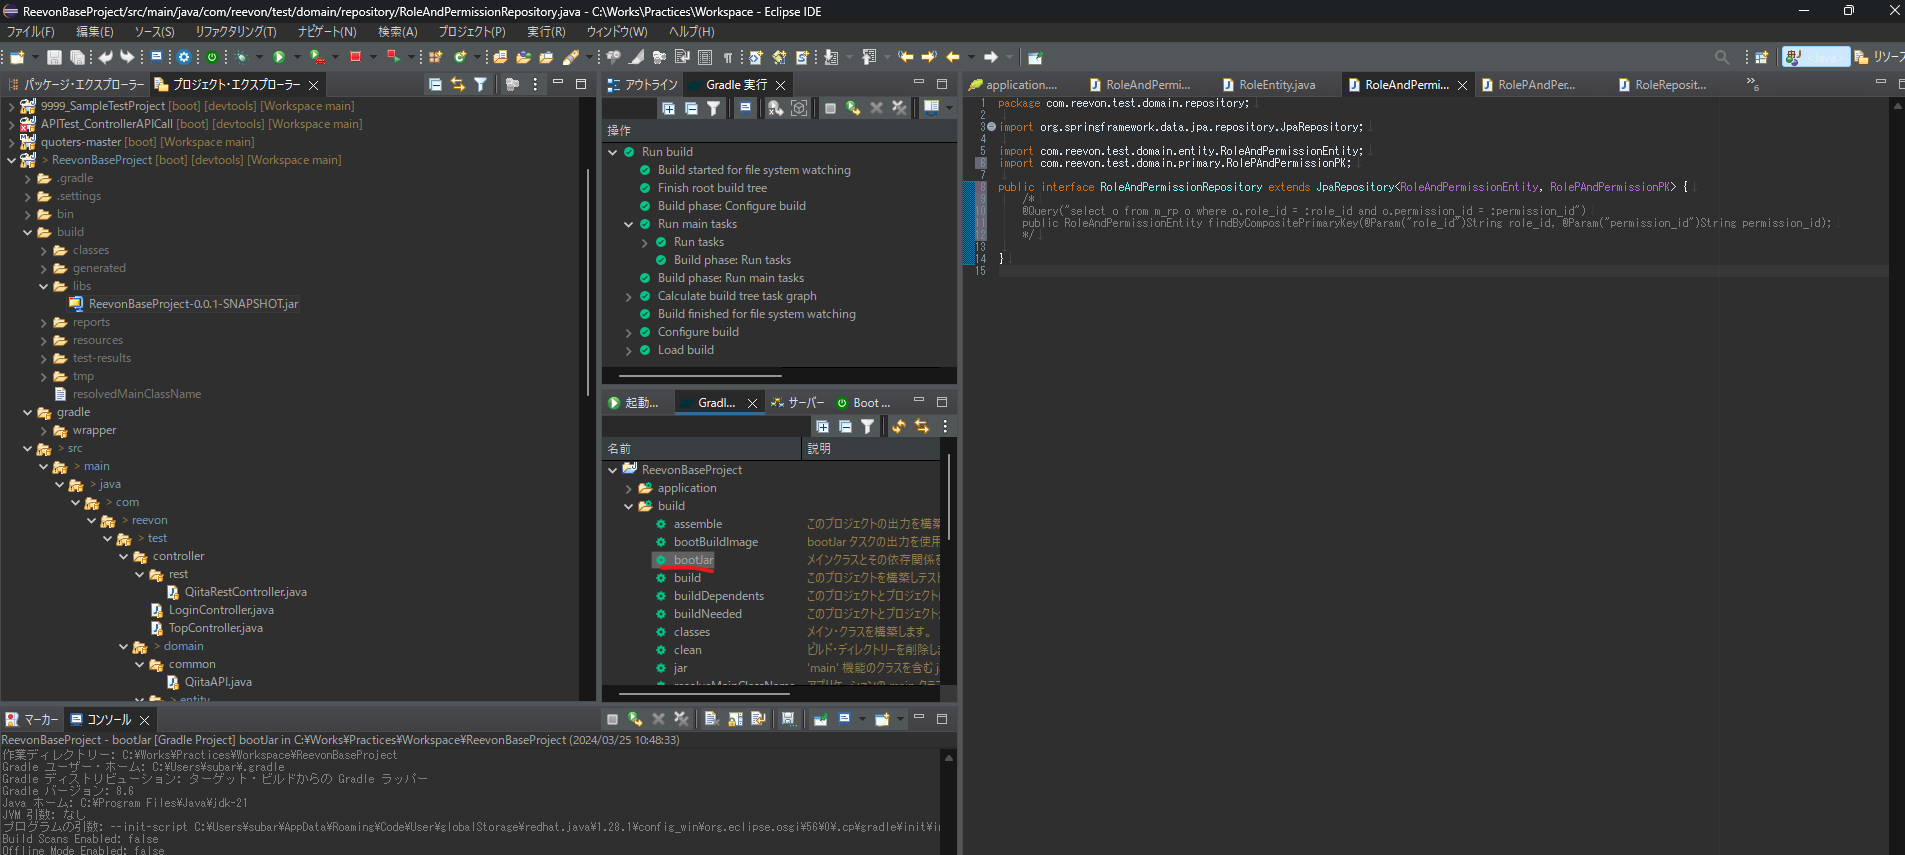 ReevonBaseProject/src/main/java/com/reevon/test/domain/repository/RoleAndPermissionRepository.java - C:\Works\Practices\Workspace - Eclipse IDE
ファイル(F) 編集(E) ソース(S) リファクタリング(T) ナビゲート(N) 検索(A) プロジェクト(P) 実行(R) ウィンドウ(W) ヘルプ(H)
リソース
パッケージ・エクスプローラー プロジェクト・エクスプローラー
9999_SampleTestProject [boot] [devtools] [Workspace main]
APITest_ControllerAPICall [boot] [devtools] [Workspace main]
quoters-master [boot] [Workspace main]
> ReevonBaseProject [boot] [devtools] [Workspace main]
.gradle
.settings
bin
build
classes
generated
libs
ReevonBaseProject-0.0.1-SNAPSHOT.jar
reports
resources
test-results
tmp
resolvedMainClassName
gradle
wrapper
> src
> main
> java
> com
> reevon
> test
controller
rest
QiitaRestController.java
LoginController.java
TopController.java
> domain
common
QiitaAPI.java
> entity
アウトライン Gradle 実行
操作
Run build
Build started for file system watching
Finish root build tree
Build phase: Configure build
Run main tasks
Run tasks
Build phase: Run tasks
Build phase: Run main tasks
Calculate build tree task graph
Build finished for file system watching
Configure build
Load build
起動... Gradl... サーバー Boot ...
名前 説明
ReevonBaseProject
application
build
assemble このプロジェクトの出力を構築
bootBuildImage bootJar タスクの出力を使用
bootJar メインクラスとその依存関係を
build このプロジェクトを構築しテスト
buildDependents このプロジェクトとプロジェクト
buildNeeded このプロジェクトとプロジェクト
classes メイン・クラスを構築します。
clean ビルド・ディレクトリーを削除し
jar 'main' 機能のクラスを含む j
resolveMainClassName アプリケーションの main クラス
application.... RoleAndPermi... RoleEntity.java RoleAndPermi... RolePAndPer... RoleReposit... »6
1 package com.reevon.test.domain.repository;
2
3 import org.springframework.data.jpa.repository.JpaRepository;
4
5 import com.reevon.test.domain.entity.RoleAndPermissionEntity;
6 import com.reevon.test.domain.primary.RolePAndPermissionPK;
7
8 public interface RoleAndPermissionRepository extends JpaRepository<RoleAndPermissionEntity, RolePAndPermissionPK> {
9 /*
10 @Query("select o from m_rp o where o.role_id = :role_id and o.permission_id = :permission_id")
11 public RoleAndPermissionEntity findByCompositePrimaryKey(@Param("role_id")String role_id, @Param("permission_id")String permission_id);
12 */
13
14 }
15
マーカー コンソール
ReevonBaseProject - bootJar [Gradle Project] bootJar in C:¥Works¥Practices¥Workspace¥ReevonBaseProject (2024/03/25 10:48:33)
作業ディレクトリー: C:¥Works¥Practices¥Workspace¥ReevonBaseProject
Gradle ユーザー・ホーム: C:¥Users¥subar¥.gradle
Gradle ディストリビューション: ターゲット・ビルドからの Gradle ラッパー
Gradle バージョン: 8.6
Java ホーム: C:¥Program Files¥Java¥jdk-21
JVM 引数: なし
プログラムの引数: --init-script C:¥Users¥subar¥AppData¥Roaming¥Code¥User¥globalStorage¥redhat.java¥1.28.1¥config_win¥org.eclipse.osgi¥56¥0¥.cp¥gradle¥init¥i
Build Scans Enabled: false
Offline Mode Enabled: false